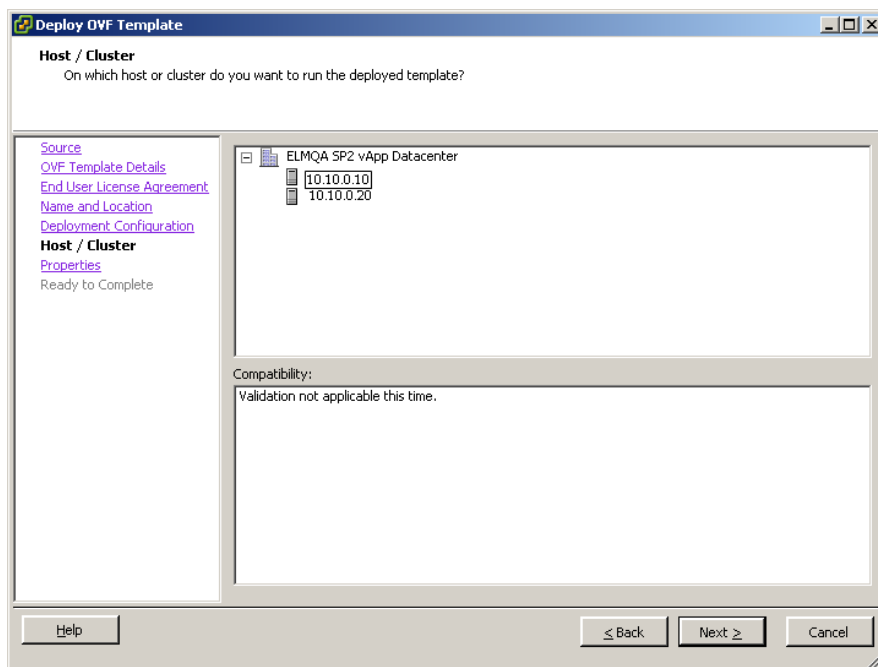 Deploy OVF Template
Host / Cluster
On which host or cluster do you want to run the deployed template?
Source
OVF Template Details
End User License Agreement
Name and Location
Deployment Configuration
Host / Cluster
Properties
Ready to Complete
ELMQA SP2 vApp Datacenter
10.10.0.10
10.10.0.20
Compatibility:
Validation not applicable this time.
Help
< Back
Next >
Cancel